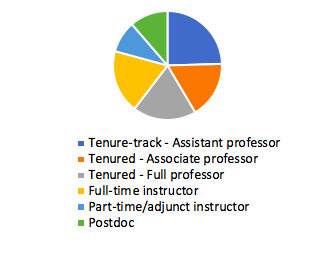 Tenure-track - Assistant professor
Tenured - Associate professor
Tenured - Full professor
Full-time instructor
Part-time/adjunct instructor
Postdoc